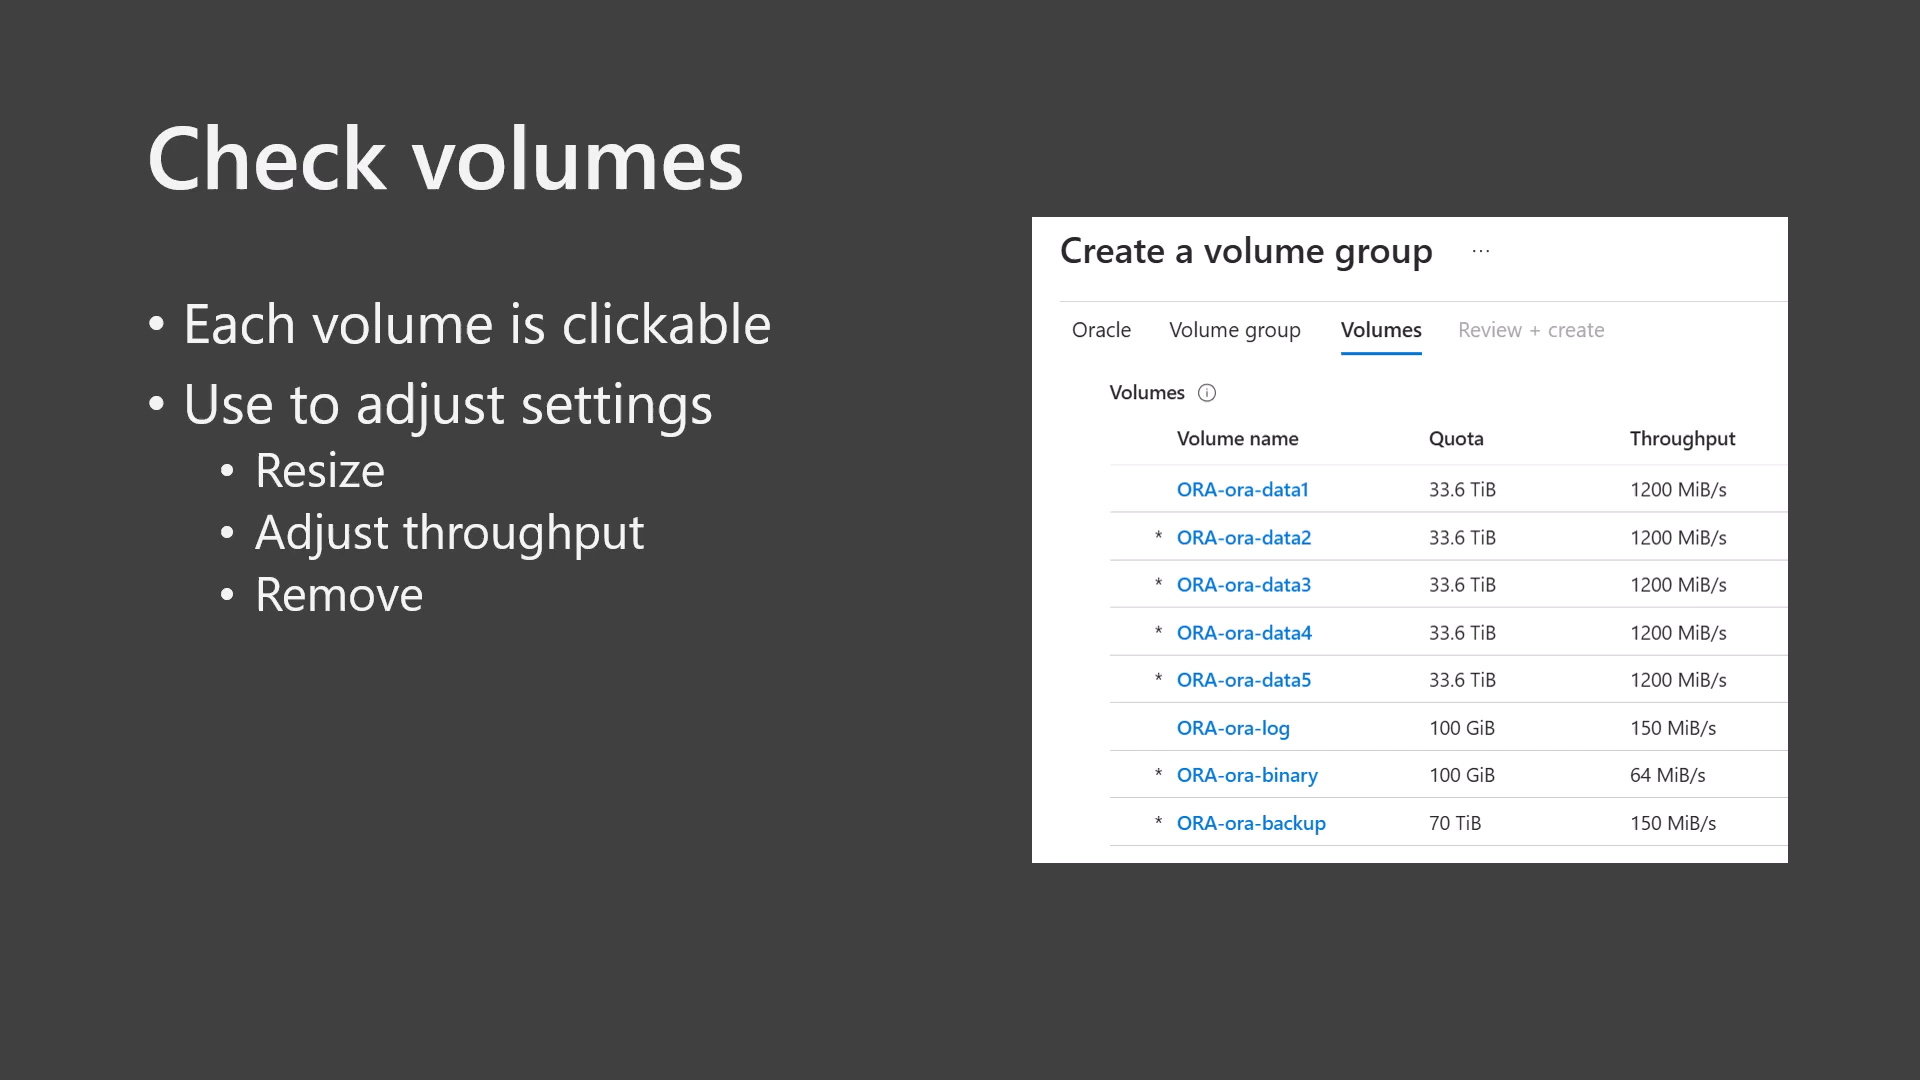 Check volumes
• Each volume is clickable
• Use to adjust settings
• Resize
• Adjust throughput
• Remove
Create a volume group ...
Oracle Volume group Volumes Review + create
Volumes
Volume name Quota Throughput
ORA-ora-data1 33.6 TiB 1200 MiB/s
* ORA-ora-data2 33.6 TiB 1200 MiB/s
* ORA-ora-data3 33.6 TiB 1200 MiB/s
* ORA-ora-data4 33.6 TiB 1200 MiB/s
* ORA-ora-data5 33.6 TiB 1200 MiB/s
ORA-ora-log 100 GiB 150 MiB/s
* ORA-ora-binary 100 GiB 64 MiB/s
* ORA-ora-backup 70 TiB 150 MiB/s